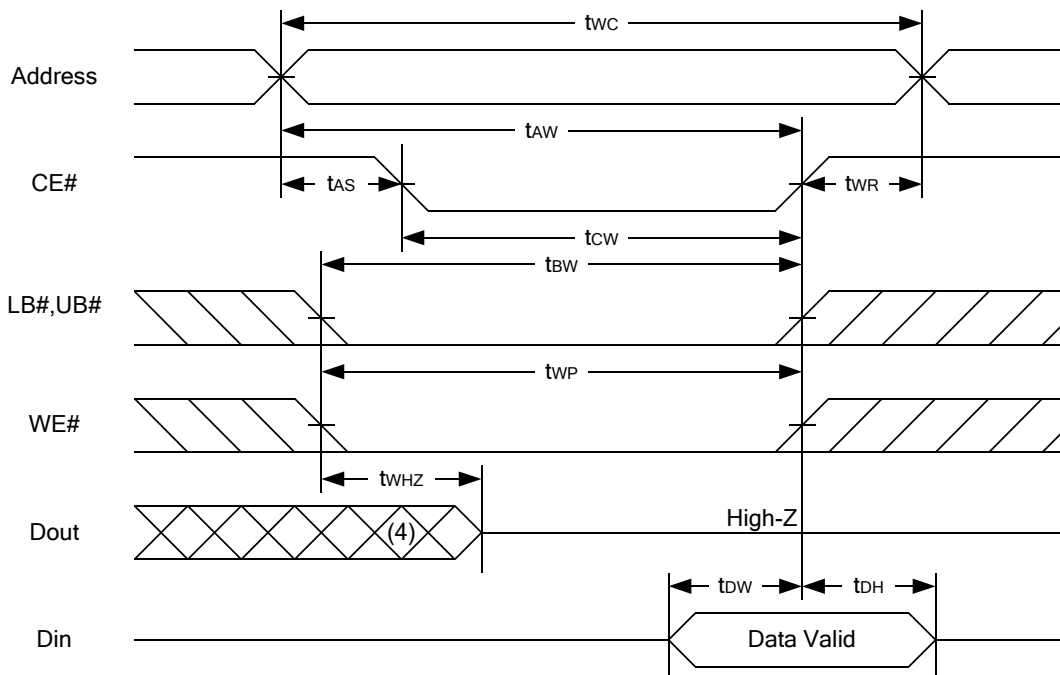 tWC
Address
tAW
CE#
tAS
tWR
tCW
tBW
LB#,UB#
tWP
WE#
tWHZ
Dout
(4)
High-Z
tDW
tDH
Din
Data Valid